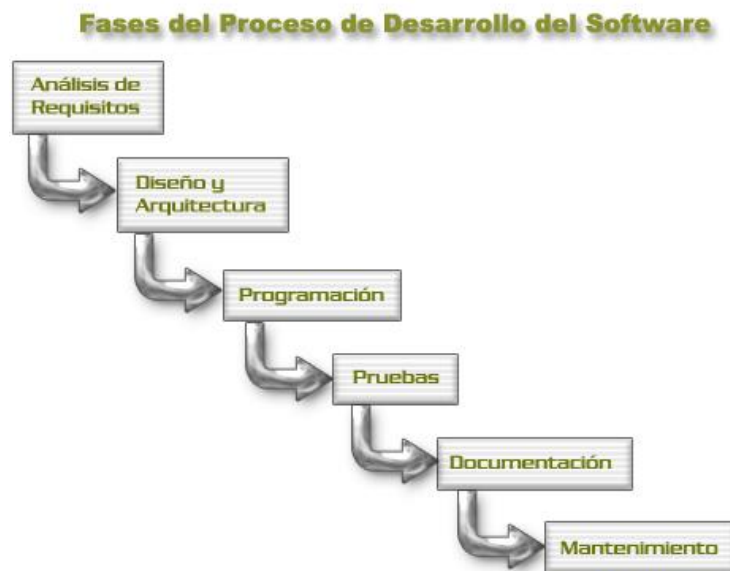 Fases del Proceso de Desarrollo del Software
Análisis de
Requisitos
Diseño y
Arquitectura
Programación
Pruebas
Documentación
Mantenimiento